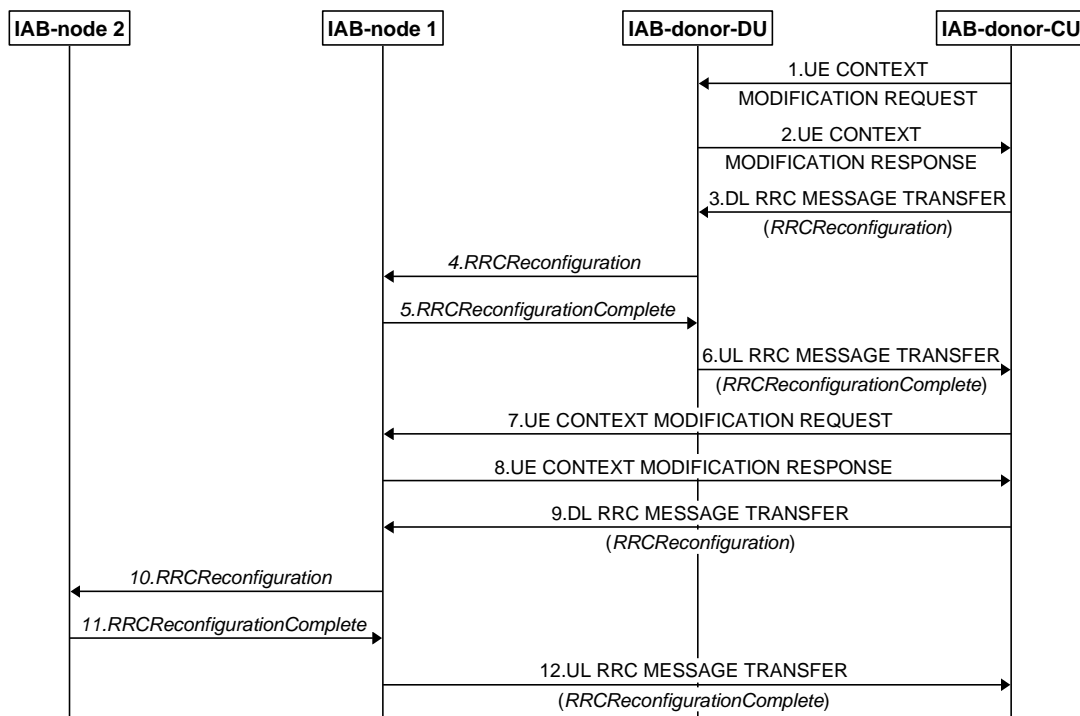 IAB-node 2
IAB-node 1
IAB-donor-DU
IAB-donor-CU
1.UE CONTEXT
MODIFICATION REQUEST
2.UE CONTEXT
MODIFICATION RESPONSE
3.DL RRC MESSAGE TRANSFER
(RRCReconfiguration)
4.RRCReconfiguration
5.RRCReconfigurationComplete
6.UL RRC MESSAGE TRANSFER
(RRCReconfigurationComplete)
7.UE CONTEXT MODIFICATION REQUEST
8.UE CONTEXT MODIFICATION RESPONSE
9.DL RRC MESSAGE TRANSFER
(RRCReconfiguration)
10.RRCReconfiguration
11.RRCReconfigurationComplete
12.UL RRC MESSAGE TRANSFER
(RRCReconfigurationComplete)